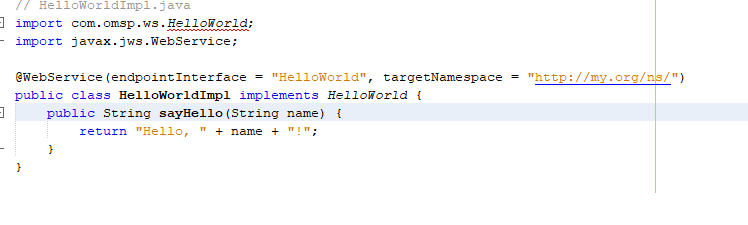 // HelloWorldImpl.java
import com.omsp.ws.HelloWorld;
import javax.jws.WebService;
@WebService(endpointInterface = "HelloWorld", targetNamespace = "http://my.org/ns/")
public class HelloWorldImpl implements HelloWorld {
public String sayHello(String name) {
return "Hello, " + name + "!";
}
}